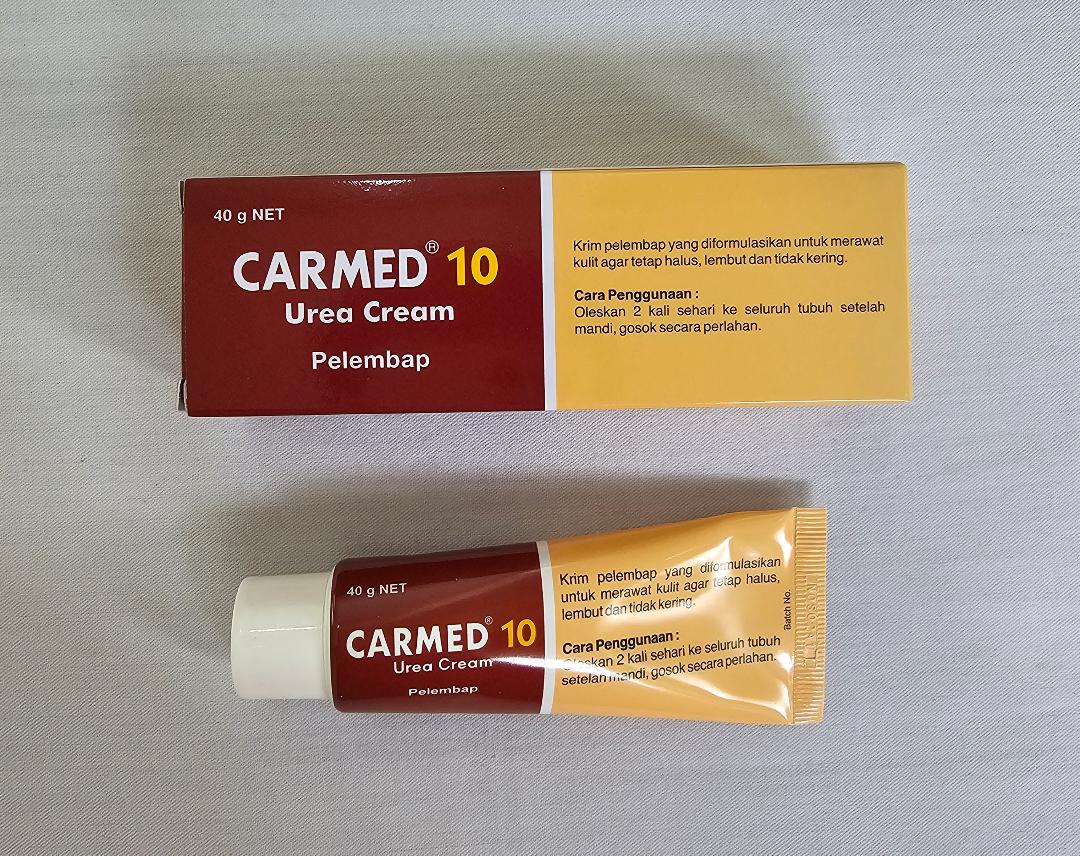 40 g NET
CARMED® 10
Urea Cream
Pelembap
Krim pelembap yang diformulasikan untuk merawat
kulit agar tetap halus, lembut dan tidak kering.
Cara Penggunaan :
Oleskan 2 kali sehari ke seluruh tubuh setelah
mandi, gosok secara perlahan.
40 g NET
CARMED® 10
Urea Cream
Pelembap
Krim pelembap yang diformulasikan
untuk merawat kulit agar tetap halus,
lembut dan tidak kering.
Cara Penggunaan :
Oleskan 2 kali sehari ke seluruh tubuh
setelah mandi, gosok secara perlahan.
Batch No.